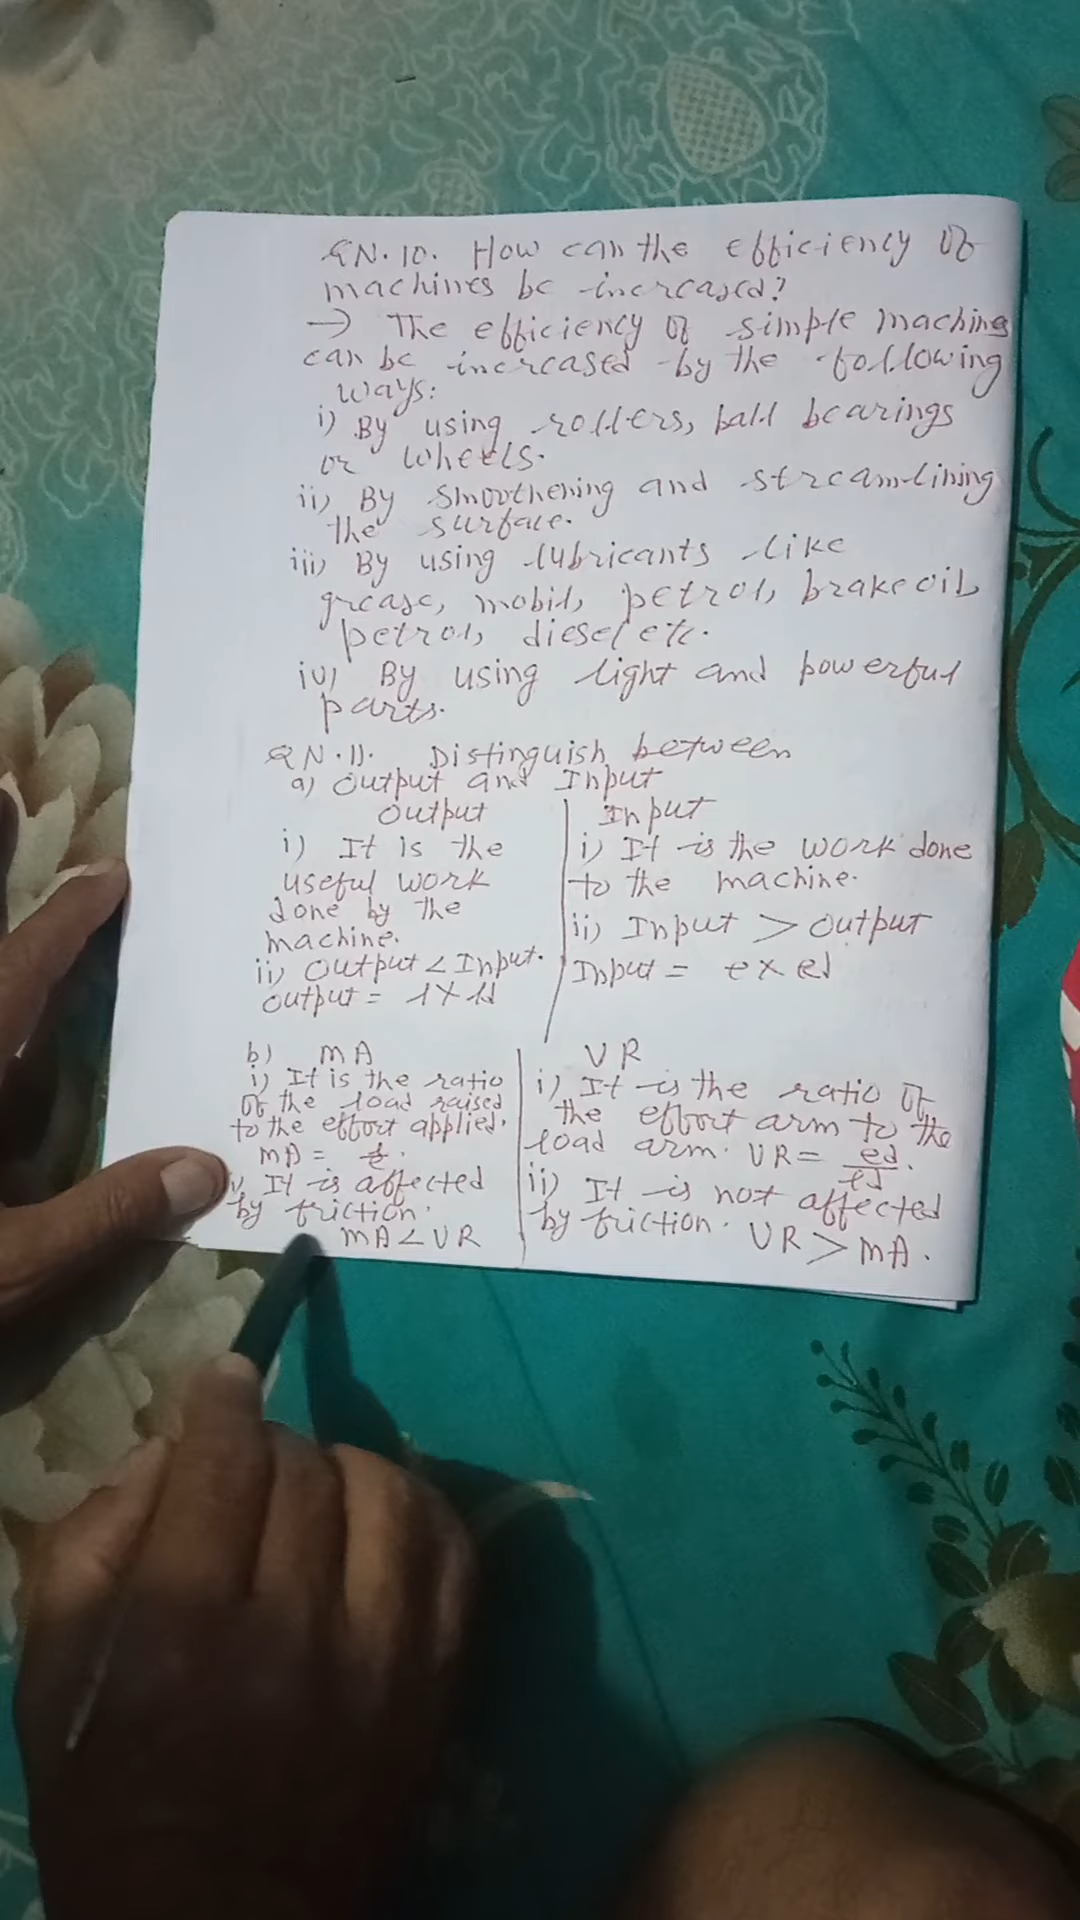 QN.10. How can the efficiency of
machines be increased?
→ The efficiency of simple machine
can be increased by the following
ways:
i) By using rollers, ball bearings
or wheels.
ii) By smoothening and streamlining
the surface.
iii) By using lubricants like
grease, mobil, petrol, brake oil,
petrol, diesel etc.
iv) By using light and powerful
parts.
QN.11. Distinguish between
a) Output and Input
Output
i) It is the
useful work
done by the
machine.
ii) Output < Input.
Output = l × ld
Input
i) It is the work done
to the machine.
ii) Input > Output
Input = e × ed
b) MA
i) It is the ratio
of the load raised
to the effort applied.
MA =
It is affected
by friction.
MA < VR
VR
i) It is the ratio of
the effort arm to the
load arm. VR = ed/ld.
ii) It is not affected
by friction. VR > MA.